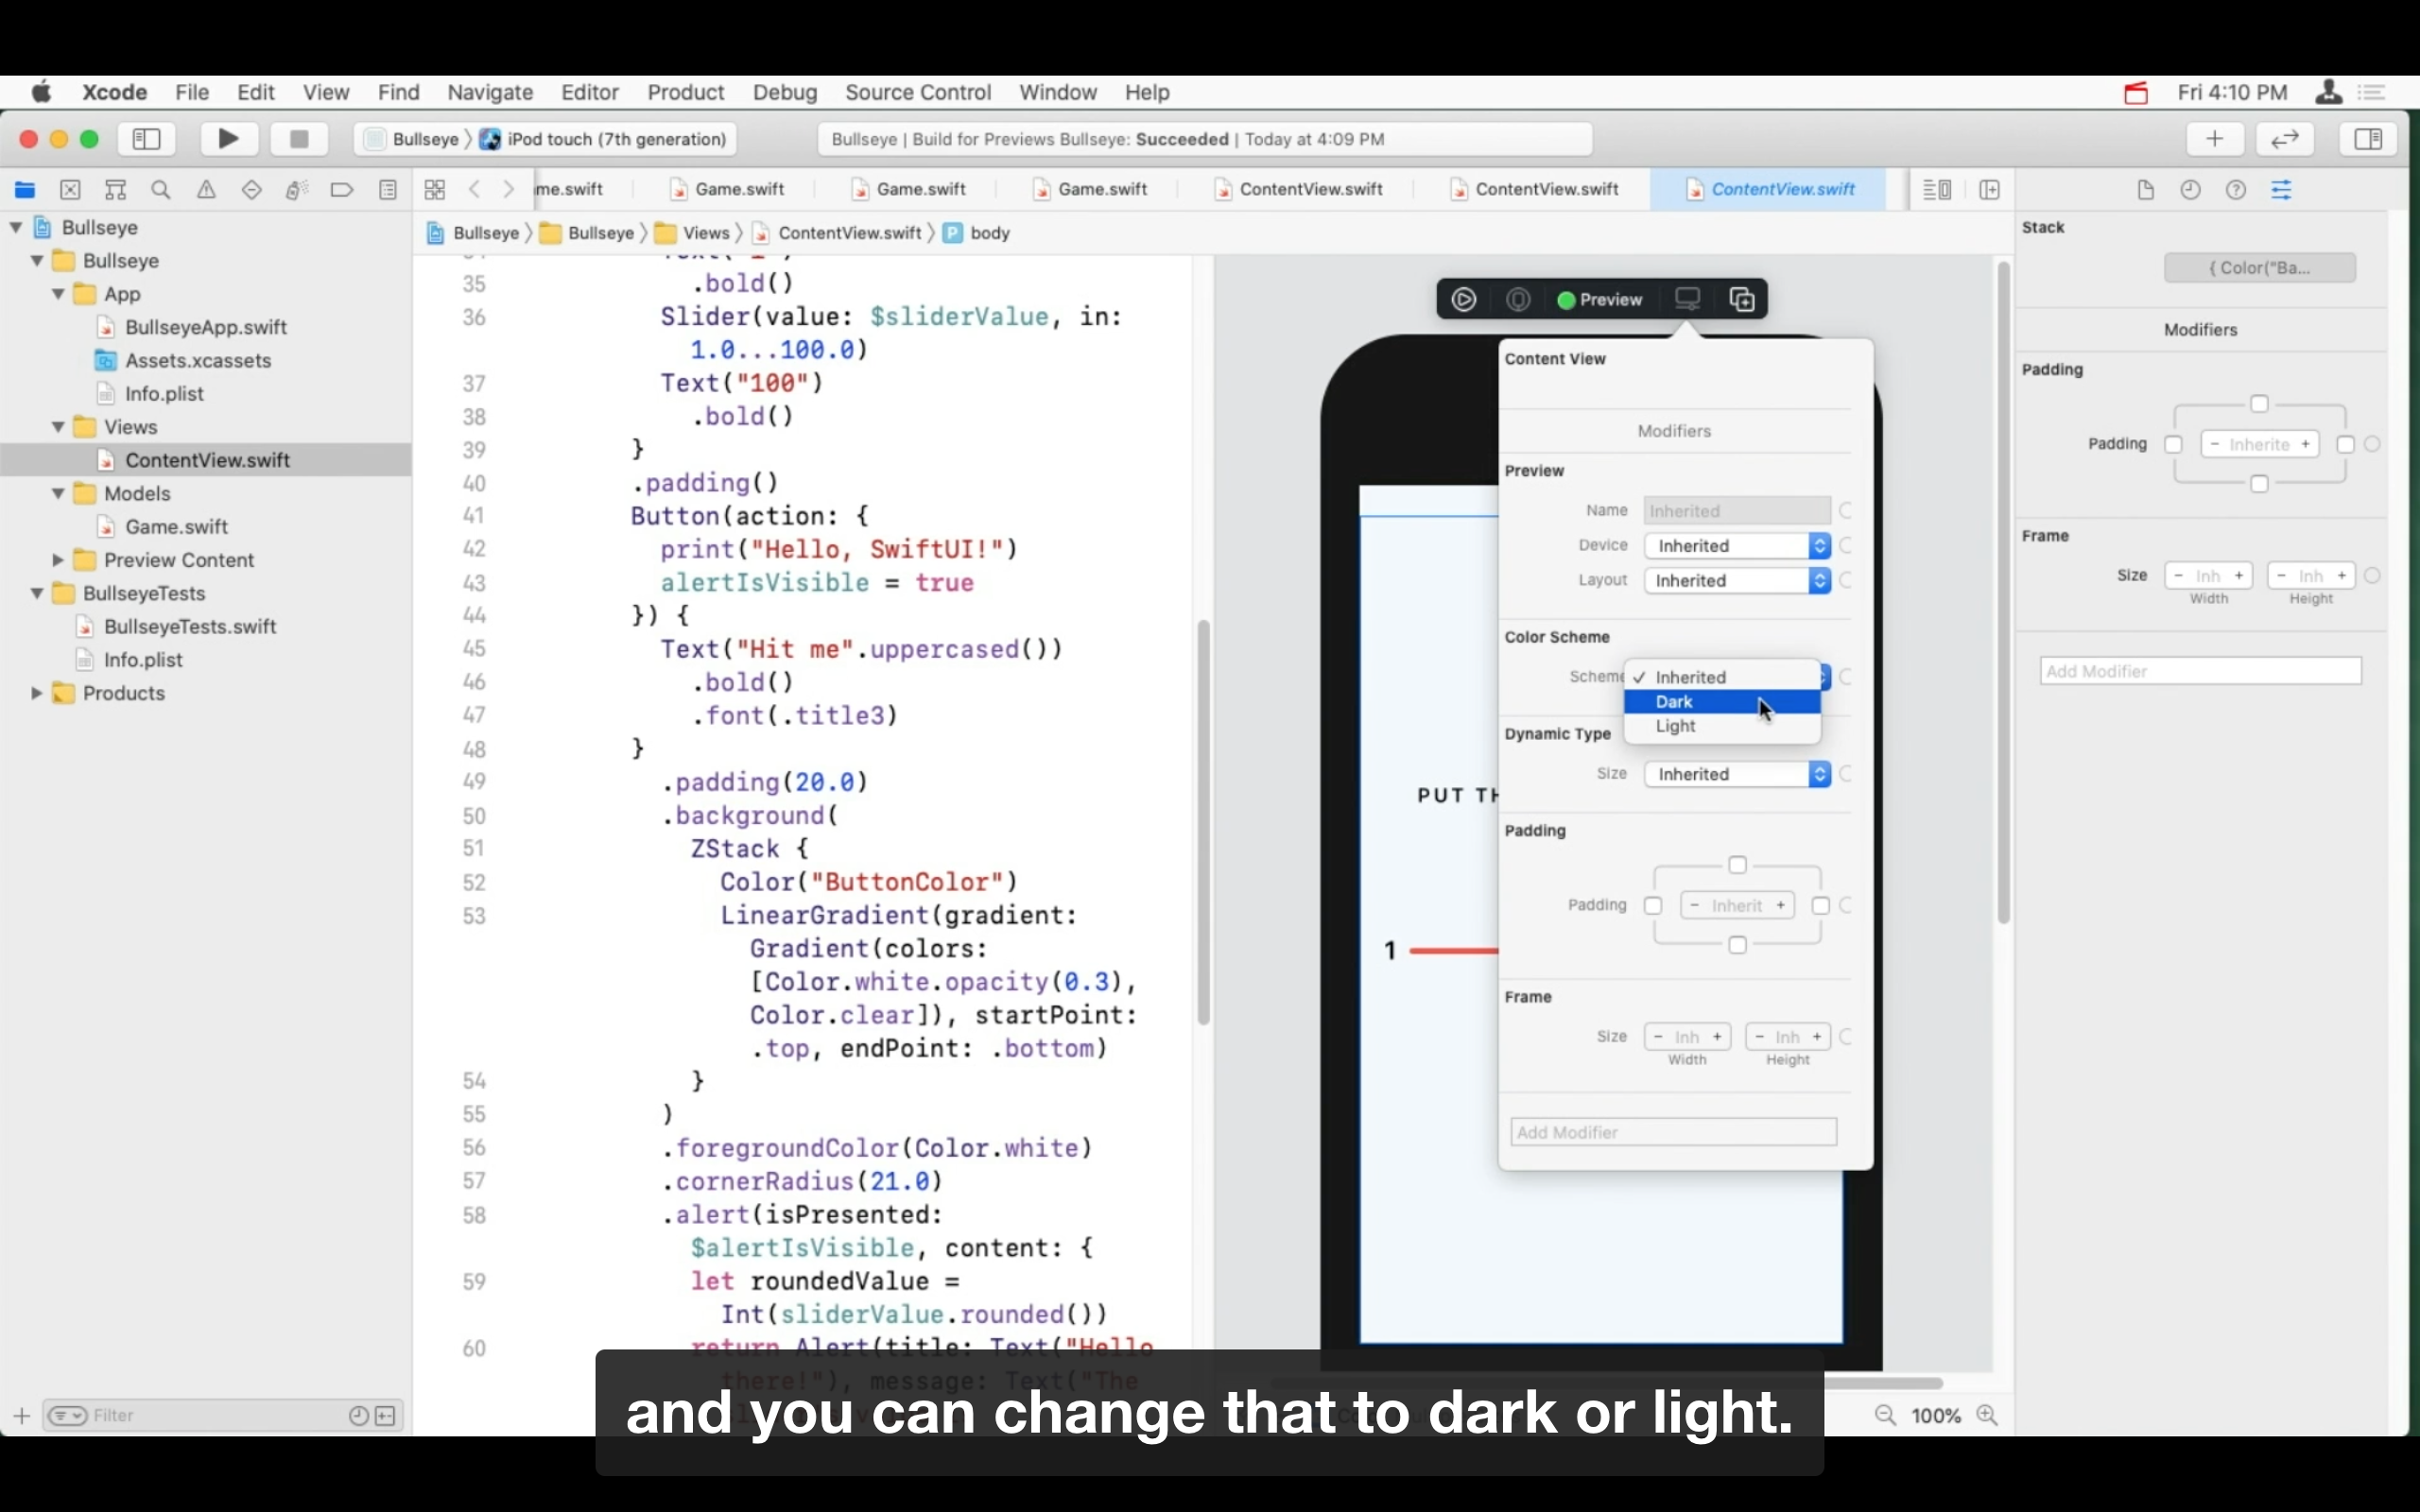 Xcode File Edit View Find Navigate Editor Product Debug Source Control Window Help Fri 4:10 PM
Bullseye iPod touch (7th generation) Bullseye | Build for Previews Bullseye: Succeeded | Today at 4:09 PM
me.swift Game.swift Game.swift Game.swift ContentView.swift ContentView.swift ContentView.swift
Bullseye Bullseye Views ContentView.swift P body
Bullseye
Bullseye
App
BullseyeApp.swift
Assets.xcassets
Info.plist
Views
ContentView.swift
Models
Game.swift
Preview Content
BullseyeTests
BullseyeTests.swift
Info.plist
Products
Filter
35 .bold()
36 Slider(value: $sliderValue, in:
1.0...100.0)
37 Text("100")
38 .bold()
39 }
40 .padding()
41 Button(action: {
42 print("Hello, SwiftUI!")
43 alertIsVisible = true
44 }) {
45 Text("Hit me".uppercased())
46 .bold()
47 .font(.title3)
48 }
49 .padding(20.0)
50 .background(
51 ZStack {
52 Color("ButtonColor")
53 LinearGradient(gradient:
Gradient(colors:
[Color.white.opacity(0.3),
Color.clear]), startPoint:
.top, endPoint: .bottom)
54 }
55 )
56 .foregroundColor(Color.white)
57 .cornerRadius(21.0)
58 .alert(isPresented:
$alertIsVisible, content: {
59 let roundedValue =
Int(sliderValue.rounded())
60 return Alert(title: Text("Hello
there!"), message: Text("The
Preview
PUT TH
1
Content View
Modifiers
Preview
Name Inherited
Device Inherited
Layout Inherited
Color Scheme
Scheme ✓ Inherited
Dark
Light
Dynamic Type
Size Inherited
Padding
Padding - Inherit +
Frame
Size - Inh + - Inh +
Width Height
Add Modifier
100%
Stack
{ Color("Ba...
Modifiers
Padding
Padding - Inherite +
Frame
Size - Inh + - Inh +
Width Height
Add Modifier
and you can change that to dark or light.